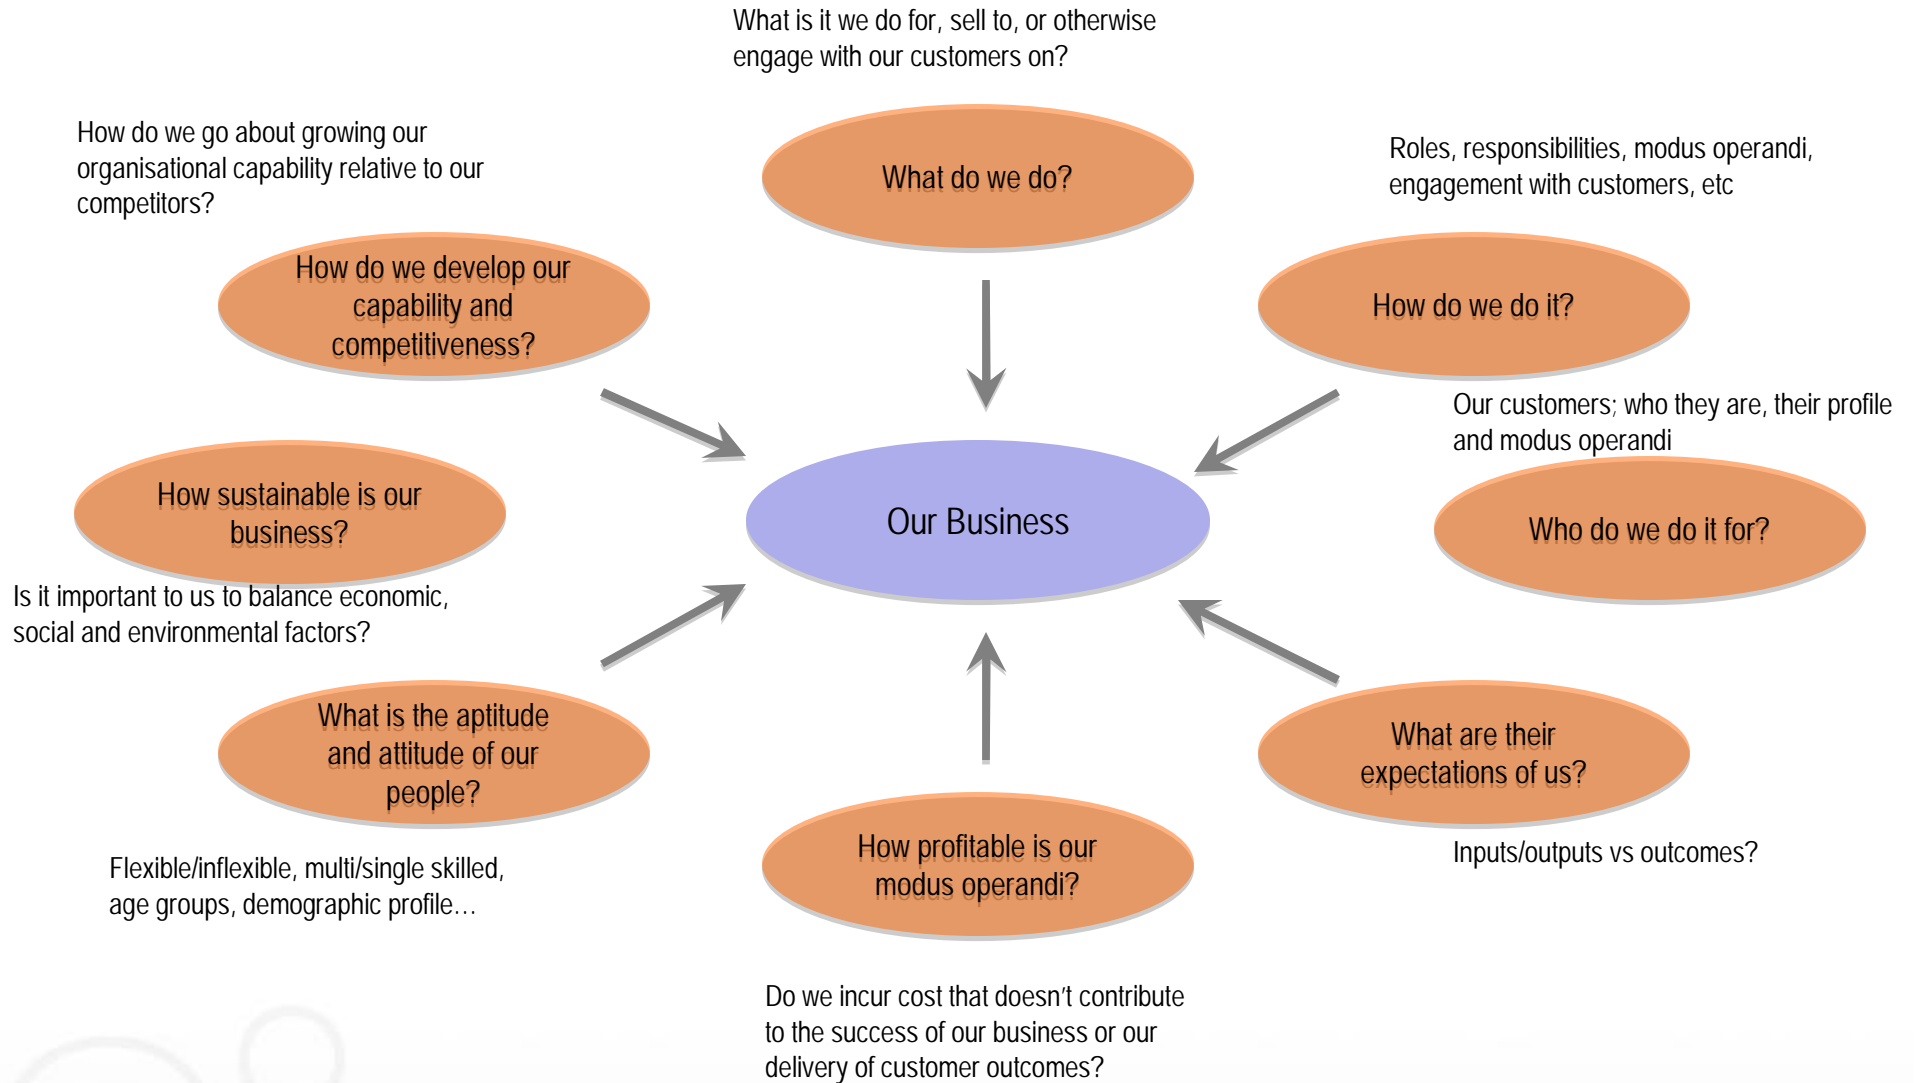 What is it we do for, sell to, or otherwise
engage with our customers on?
What do we do?
How do we go about growing our
organisational capability relative to our
competitors?
How do we develop our
capability and
competitiveness?
Roles, responsibilities, modus operandi,
engagement with customers, etc
How do we do it?
Our customers; who they are, their profile
and modus operandi
Who do we do it for?
Our Business
How sustainable is our
business?
Is it important to us to balance economic,
social and environmental factors?
What is the aptitude
and attitude of our
people?
Flexible/inflexible, multi/single skilled,
age groups, demographic profile…
How profitable is our
modus operandi?
Do we incur cost that doesn't contribute
to the success of our business or our
delivery of customer outcomes?
What are their
expectations of us?
Inputs/outputs vs outcomes?